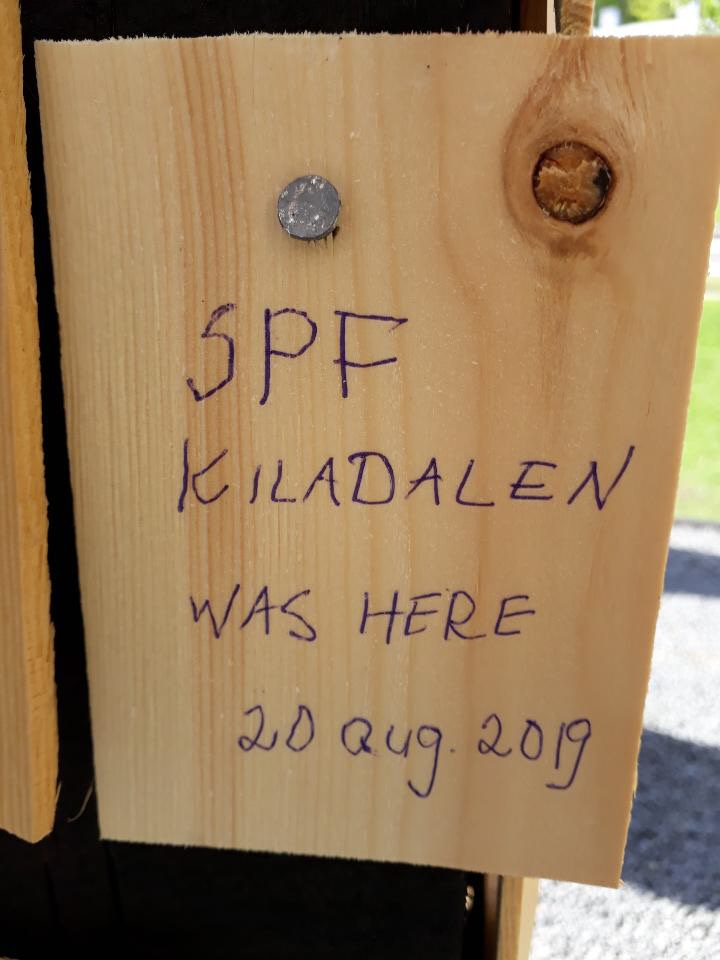 SPF
KILADALEN
WAS HERE
20 aug. 2019